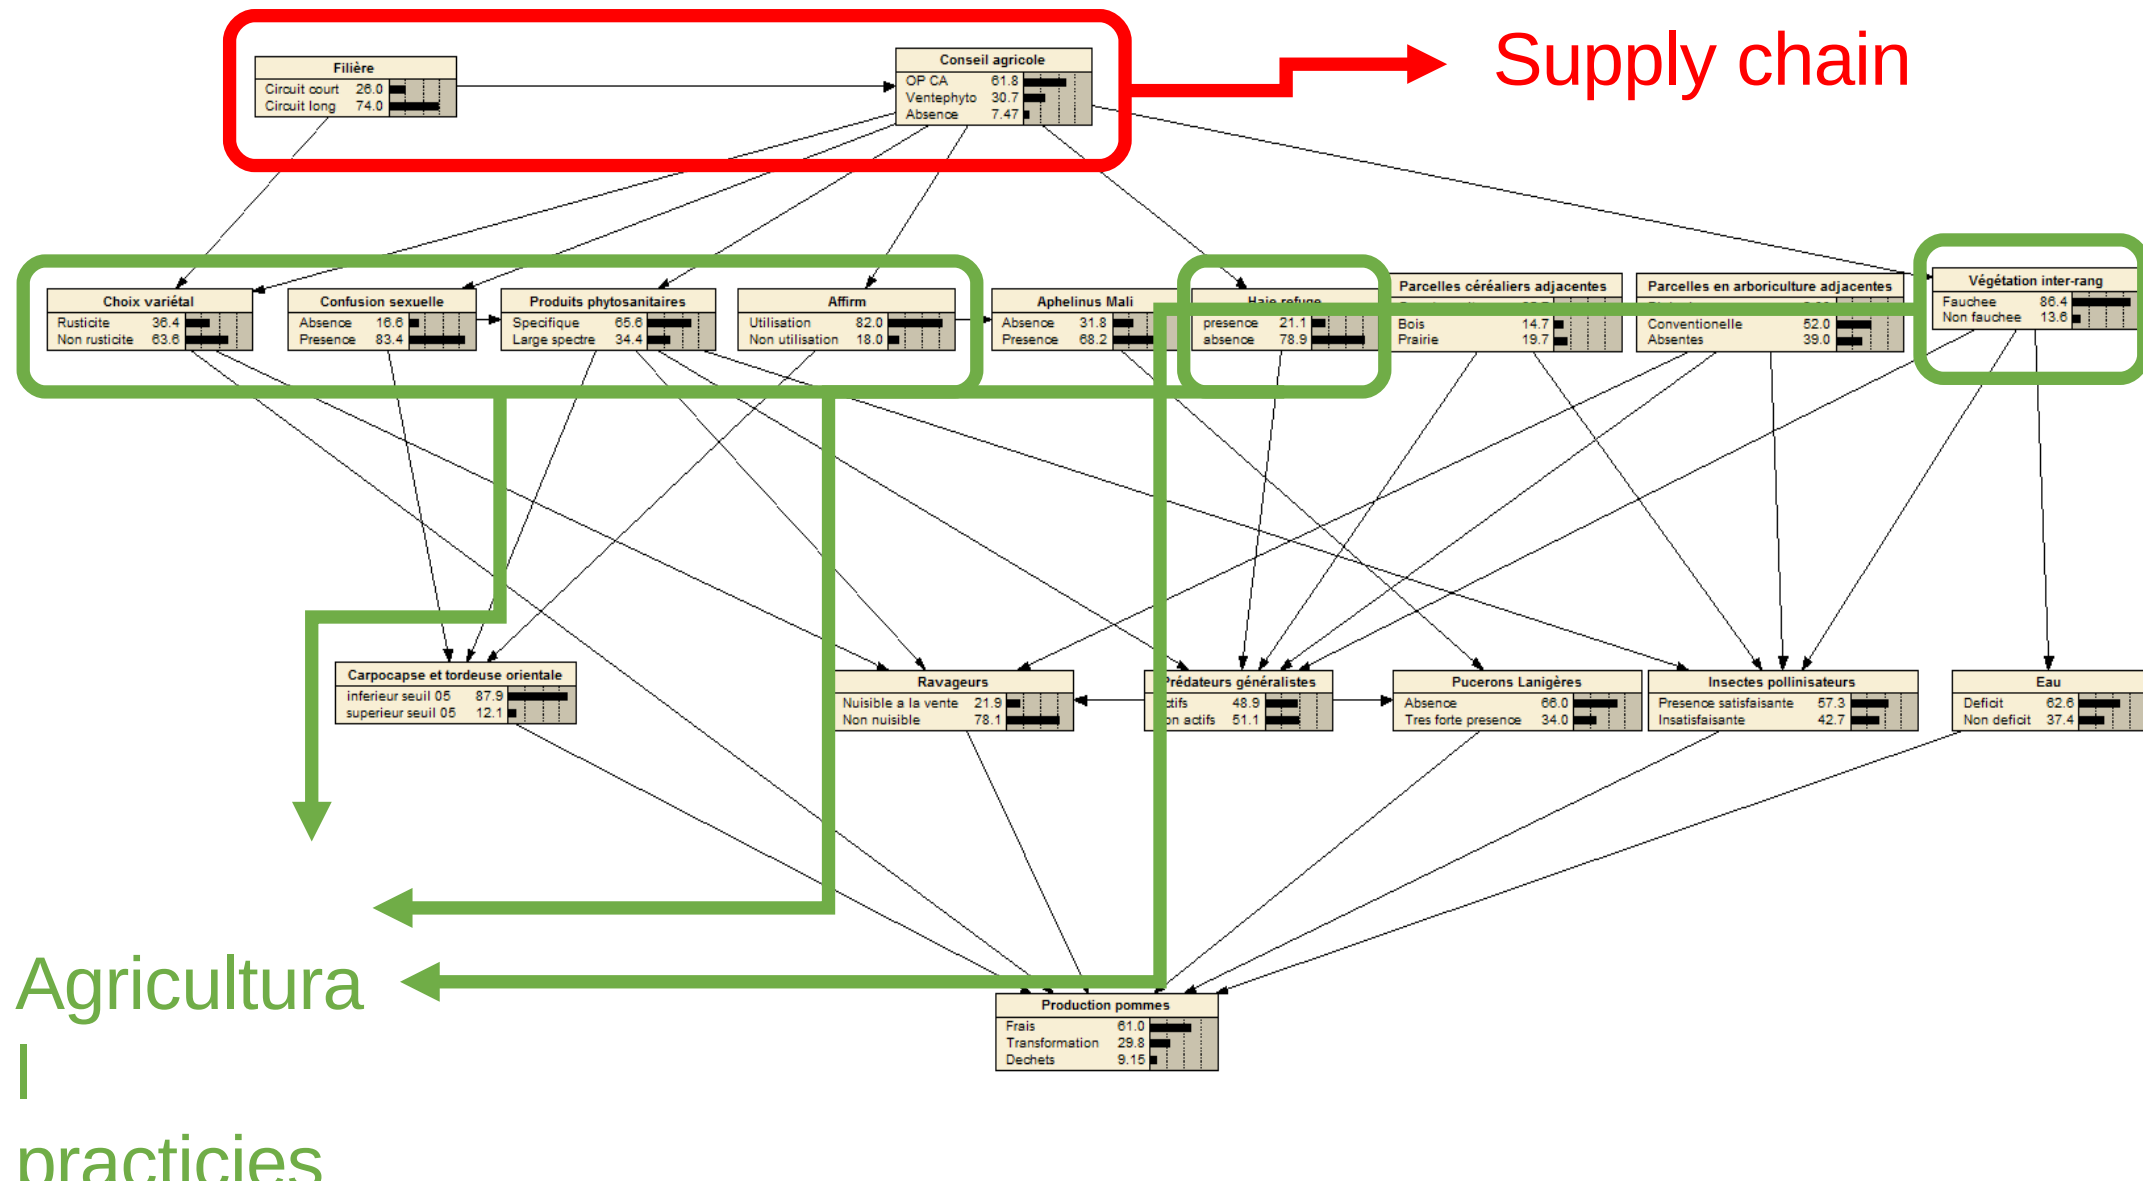 Supply chain
Filière
Circuit court 26.0
Circuit long 74.0
Conseil agricole
OP CA 61.8
Ventephyto 30.7
Absence 7.47
Choix variétal
Rusticite 36.4
Non rusticite 63.6
Confusion sexuelle
Absence 16.6
Presence 83.4
Produits phytosanitaires
Specifique 65.6
Large spectre 34.4
Affirm
Utilisation 82.0
Non utilisation 18.0
Aphelinus Mali
Absence 31.8
Presence 68.2
Haie refuge
presence 21.1
absence 78.9
Parcelles céréaliers adjacentes
Bois 14.7
Prairie 19.7
Parcelles en arboriculture adjacentes
Conventionelle 52.0
Absentes 39.0
Végétation inter-rang
Fauchee 86.4
Non fauchee 13.6
Carpocapse et tordeuse orientale
inferieur seuil 05 87.9
superieur seuil 05 12.1
Ravageurs
Nuisible a la vente 21.9
Non nuisible 78.1
Prédateurs généralistes
ctifs 48.9
on actifs 51.1
Pucerons Lanigères
Absence 66.0
Tres forte presence 34.0
Insectes pollinisateurs
Presence satisfaisante 57.3
Insatisfaisante 42.7
Eau
Deficit 62.6
Non deficit 37.4
Production pommes
Frais 61.0
Transformation 29.8
Dechets 9.15
Agricultura
l
practicies